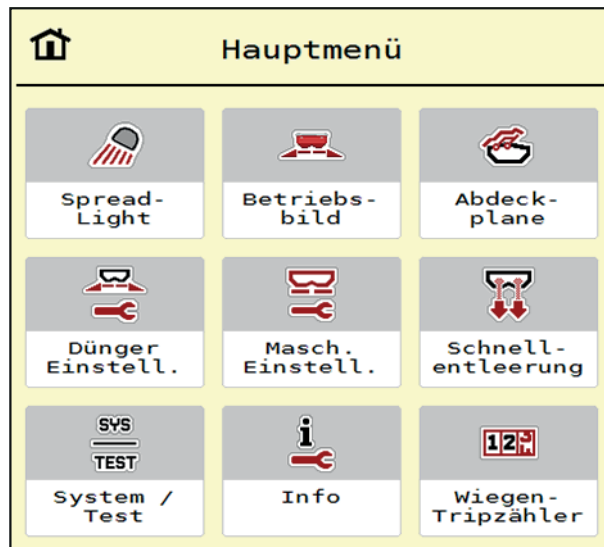 Hauptmenü
Spread-
Light
Betriebs-
bild
Abdeck-
plane
Dünger
Einstell.
Masch.
Einstell.
Schnell-
entleerung
SYS
TEST
System /
Test
i
Info
12
Wiegen-
Tripzähler